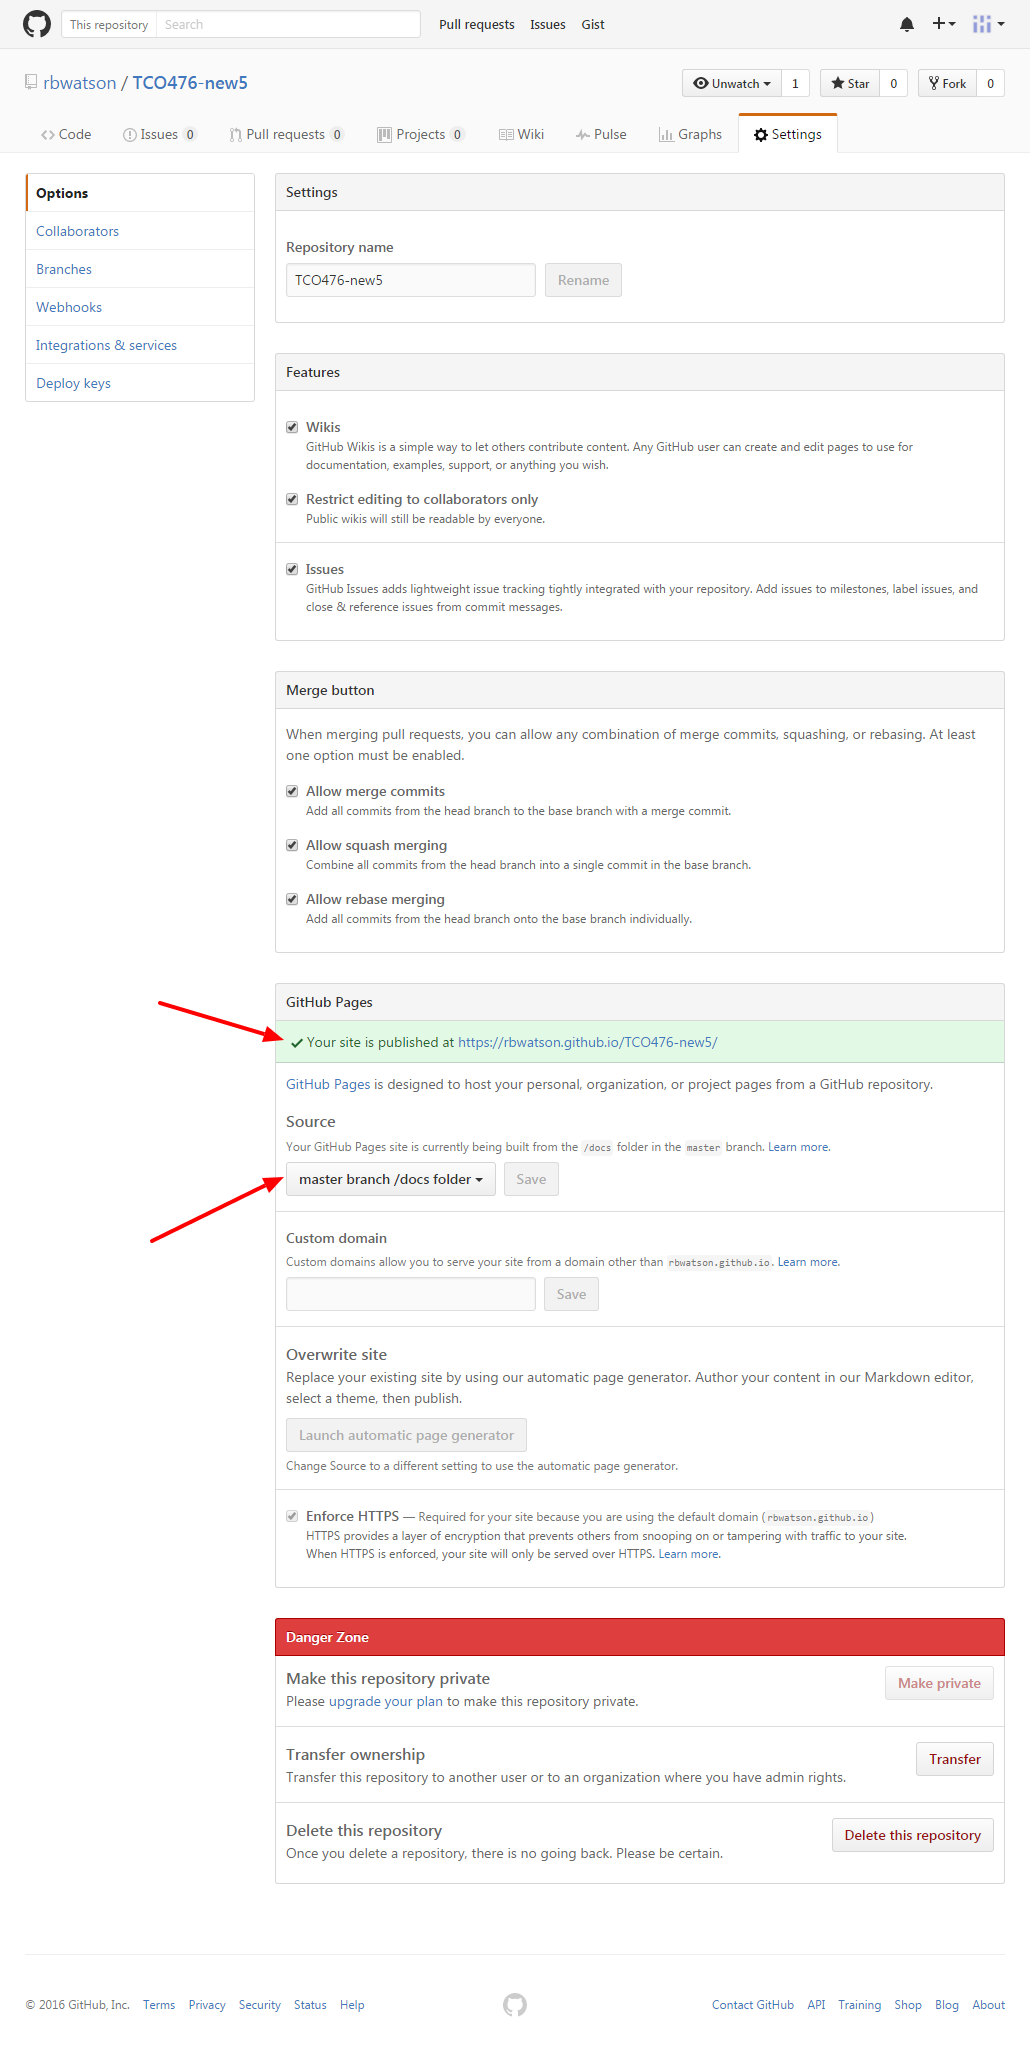 This repository Search Pull requests Issues Gist
rbwatson / TCO476-new5 Unwatch 1 Star 0 Fork 0
Code Issues 0 Pull requests 0 Projects 0 Wiki Pulse Graphs Settings
Options
Collaborators
Branches
Webhooks
Integrations & services
Deploy keys
Settings
Repository name
TCO476-new5 Rename
Features
Wikis
GitHub Wikis is a simple way to let others contribute content. Any GitHub user can create and edit pages to use for
documentation, examples, support, or anything you wish.
Restrict editing to collaborators only
Public wikis will still be readable by everyone.
Issues
GitHub Issues adds lightweight issue tracking tightly integrated with your repository. Add issues to milestones, label issues, and
close & reference issues from commit messages.
Merge button
When merging pull requests, you can allow any combination of merge commits, squashing, or rebasing. At least
one option must be enabled.
Allow merge commits
Add all commits from the head branch to the base branch with a merge commit.
Allow squash merging
Combine all commits from the head branch into a single commit in the base branch.
Allow rebase merging
Add all commits from the head branch onto the base branch individually.
GitHub Pages
Your site is published at https://rbwatson.github.io/TCO476-new5/
GitHub Pages is designed to host your personal, organization, or project pages from a GitHub repository.
Source
Your GitHub Pages site is currently being built from the /docs folder in the master branch. Learn more.
master branch /docs folder Save
Custom domain
Custom domains allow you to serve your site from a domain other than rbwatson.github.io. Learn more.
Save
Overwrite site
Replace your existing site by using our automatic page generator. Author your content in our Markdown editor,
select a theme, then publish.
Launch automatic page generator
Change Source to a different setting to use the automatic page generator.
Enforce HTTPS — Required for your site because you are using the default domain (rbwatson.github.io)
HTTPS provides a layer of encryption that prevents others from snooping on or tampering with traffic to your site.
When HTTPS is enforced, your site will only be served over HTTPS. Learn more.
Danger Zone
Make this repository private
Please upgrade your plan to make this repository private.
Make private
Transfer ownership
Transfer this repository to another user or to an organization where you have admin rights.
Transfer
Delete this repository
Once you delete a repository, there is no going back. Please be certain.
Delete this repository
© 2016 GitHub, Inc. Terms Privacy Security Status Help Contact GitHub API Training Shop Blog About